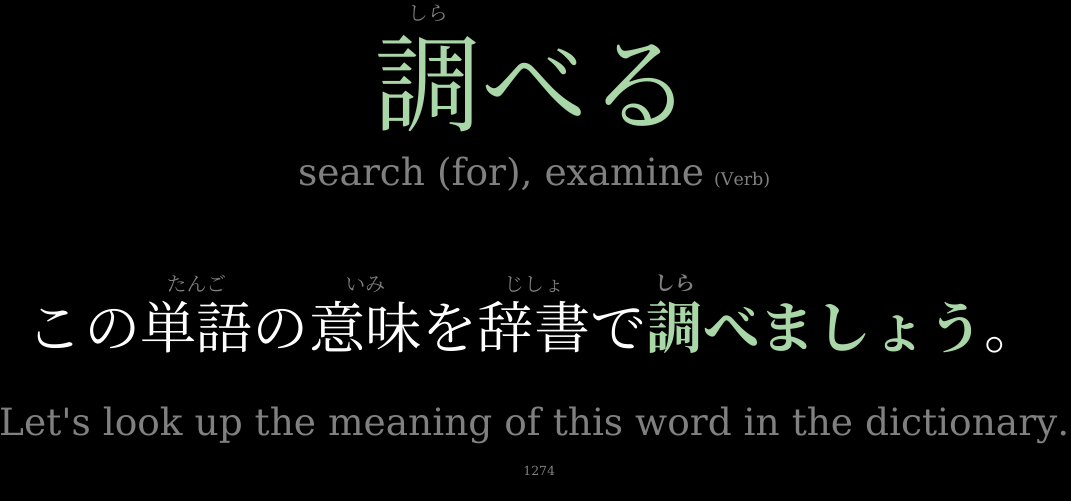 しら
調べる
search (for), examine (Verb)
たんご いみ じしょ しら
この単語の意味を辞書で調べましょう。
Let's look up the meaning of this word in the dictionary.
1274